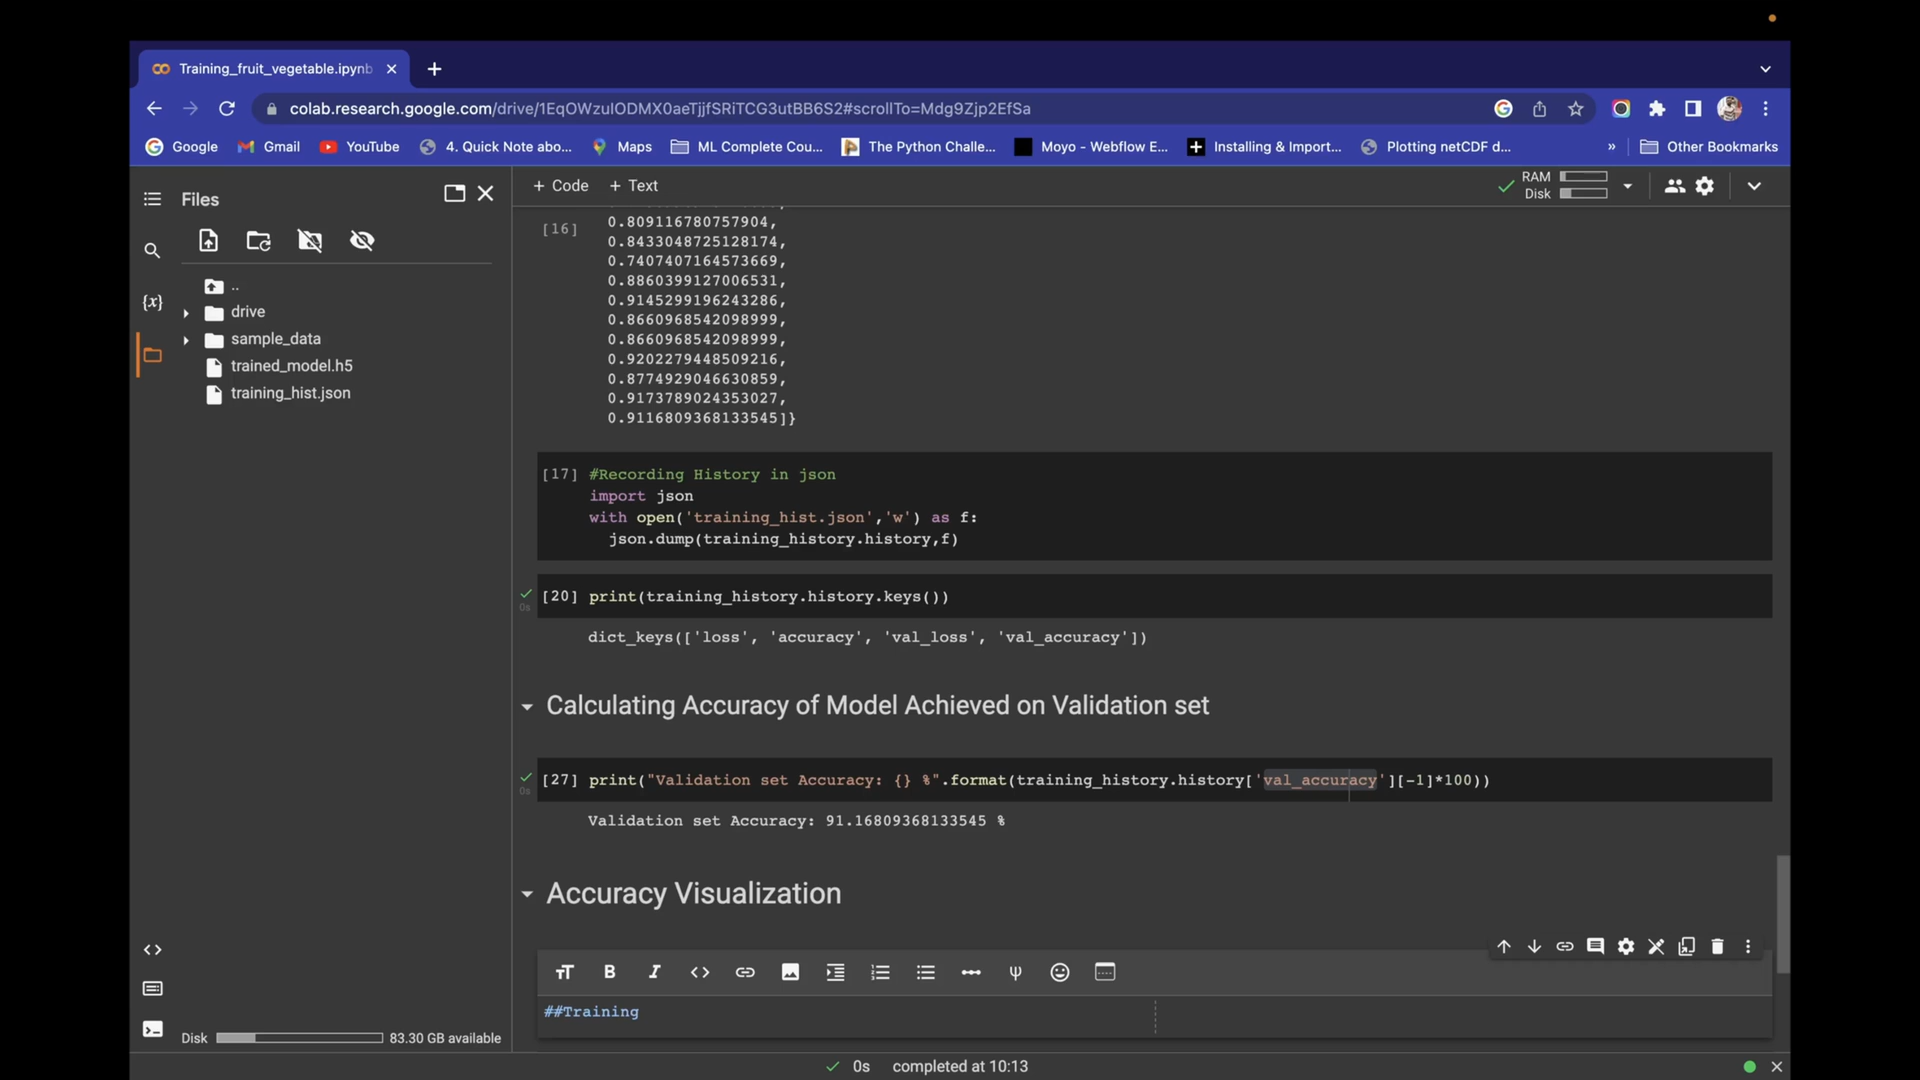 Training_fruit_vegetable.ipynb
colab.research.google.com/drive/1EqOWzuIODMX0aeTjjfSRiTCG3utBB6S2#scrollTo=Mdg9Zjp2EfSa
Google Gmail YouTube 4. Quick Note abo... Maps ML Complete Cou... The Python Challe... Moyo - Webflow E... Installing & Import... Plotting netCDF d... » Other Bookmarks
Files
+ Code + Text
RAM
Disk
..
drive
sample_data
trained_model.h5
training_hist.json
{x}
[16]
0.809116780757904,
0.8433048725128174,
0.7407407164573669,
0.8860399127006531,
0.9145299196243286,
0.8660968542098999,
0.8660968542098999,
0.9202279448509216,
0.8774929046630859,
0.9173789024353027,
0.9116809368133545]}
[17] #Recording History in json
import json
with open('training_hist.json','w') as f:
json.dump(training_history.history,f)
[20] print(training_history.history.keys())
0s
dict_keys(['loss', 'accuracy', 'val_loss', 'val_accuracy'])
Calculating Accuracy of Model Achieved on Validation set
[27] print("Validation set Accuracy: {} %".format(training_history.history['val_accuracy'][-1]*100))
0s
Validation set Accuracy: 91.16809368133545 %
Accuracy Visualization
##Training
Disk 83.30 GB available
0s completed at 10:13